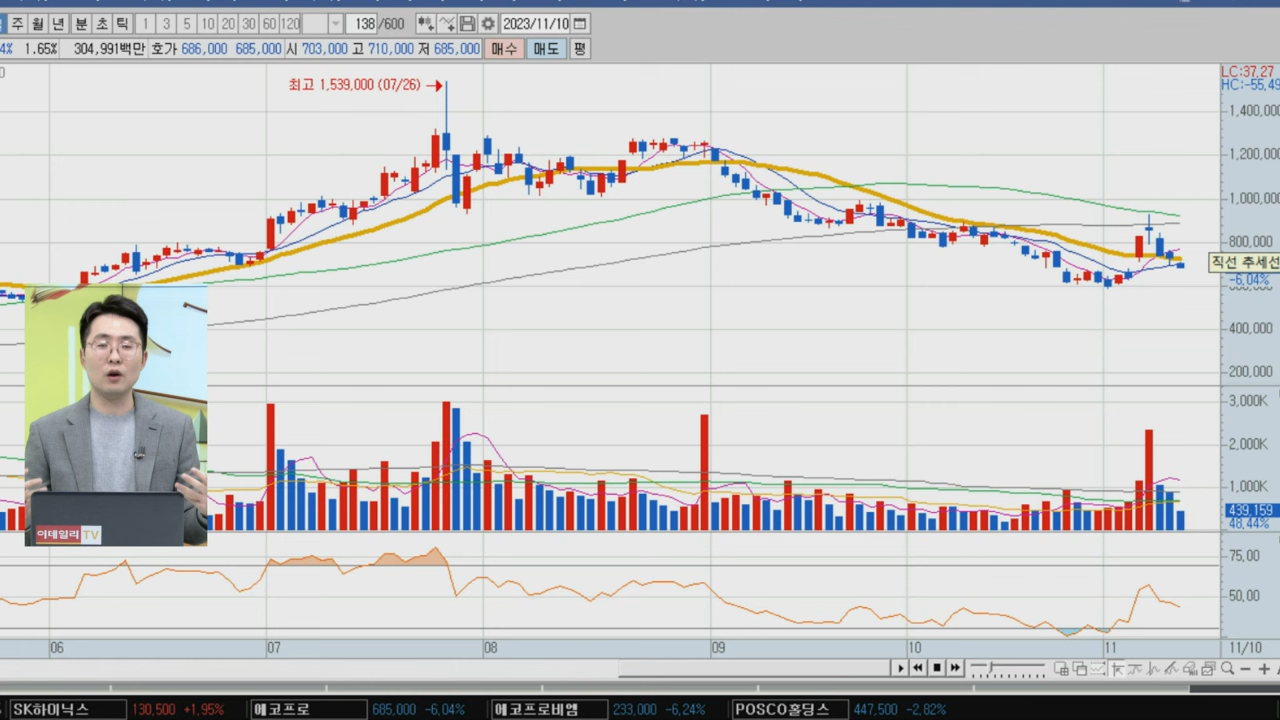 주 월 년 분 초 틱 1 3 5 10 20 30 60 120 138 /600 2023/11/10
4% 1.65% 304,991백만 호가 686,000 685,000 시 703,000 고 710,000 저 685,000 매수 매도 평
최고 1,539,000 (07/26)
LC:37,27
HC:-55,49
1,400,000
1,200,000
1,000,000
800,000
직선 추세선
-6,04%
400,000
200,000
3,000K
2,000K
1,000K
439,159
48,44%
75,00
50,00
이데일리 TV
06 07 08 09 10 11 11/10
SK하이닉스 130,500 +1.95% 에코프로 685,000 -6,04% 에코프로비엠 233,000 -6,24% POSCO홀딩스 447,500 -2,82%